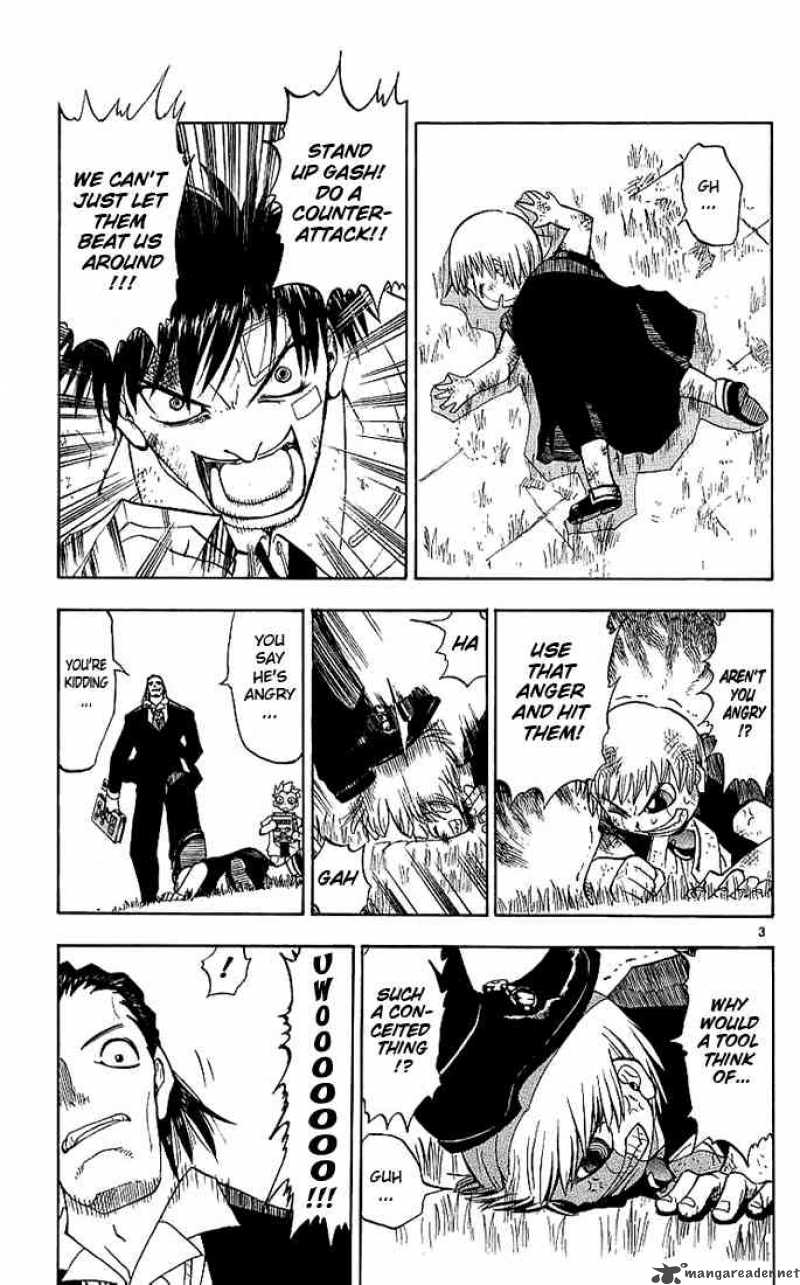 GH
...
STAND
UP GASH!
DO A
COUNTER-
ATTACK!!
WE CAN'T
JUST LET
THEM
BEAT US
AROUND
!!!
AREN'T
YOU
ANGRY
!?
USE
THAT
ANGER
AND HIT
THEM!
HA
GAH
YOU
SAY
HE'S
ANGRY
...
YOU'RE
KIDDING
...
3
WHY
WOULD
A TOOL
THINK
OF...
SUCH
A CON-
CEITED
THING
!?
GUH
...
UWOOOOOOO!!!
!
mangareader.net